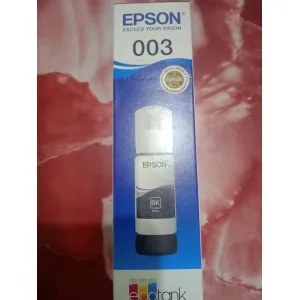 EPSON
EXCEED YOUR VISION
003
EPSON
BK
ecotank